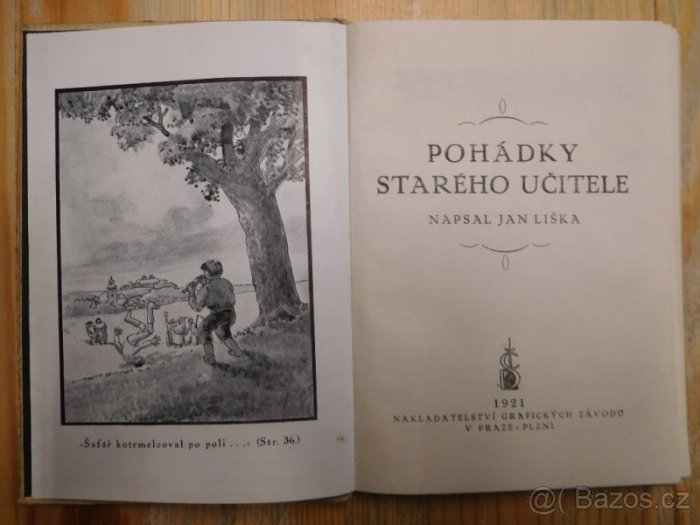 ›Šafář kotrmelcoval po poli . . .‹ (Str. 36.)
POHÁDKY
STARÉHO UČITELE
NAPSAL JAN LIŠKA
1921
NAKLADATELSTVÍ GRAFICKÝCH ZÁVODŮ
V PRAZE-PLZNI
© Bazos.cz